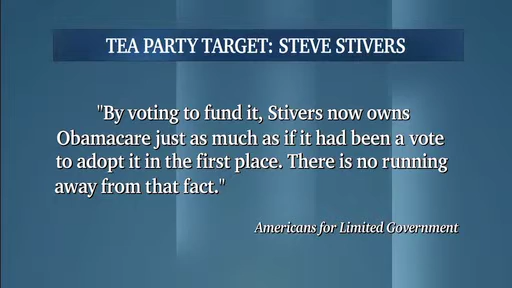 TEA PARTY TARGET: STEVE STIVERS
"By voting to fund it, Stivers now owns
Obamacare just as much as if it had been a vote
to adopt it in the first place. There is no running
away from that fact."
Americans for Limited Government